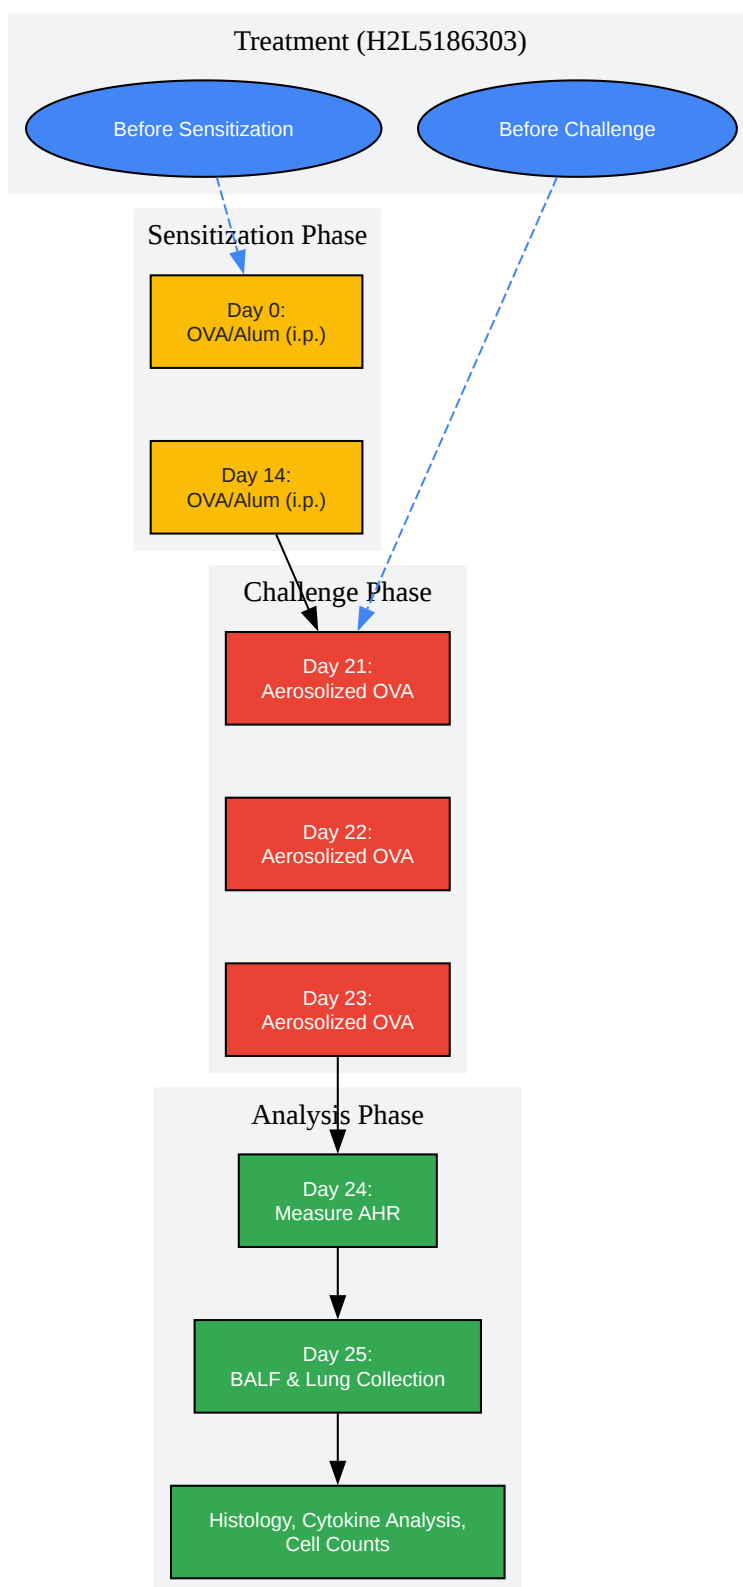 Treatment (H2L5186303)
Before Sensitization
Before Challenge
Sensitization Phase
Day 0:
OVA/Alum (i.p.)
Day 14:
OVA/Alum (i.p.)
Challenge Phase
Day 21:
Aerosolized OVA
Day 22:
Aerosolized OVA
Day 23:
Aerosolized OVA
Analysis Phase
Day 24:
Measure AHR
Day 25:
BALF & Lung Collection
Histology, Cytokine Analysis,
Cell Counts